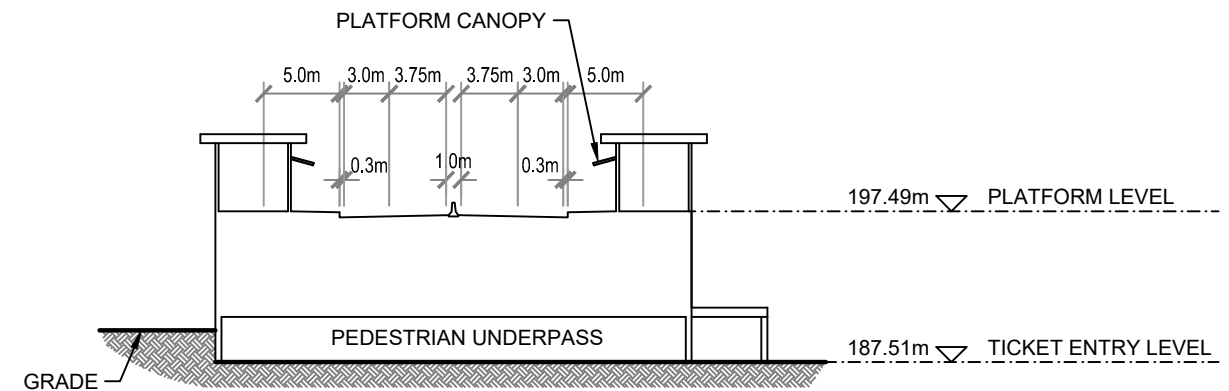 PLATFORM CANOPY
5.0m 3.0m 3.75m 3.75m 3.0m 5.0m
0.3m 1.0m 0.3m
197.49m PLATFORM LEVEL
PEDESTRIAN UNDERPASS
187.51m TICKET ENTRY LEVEL
GRADE